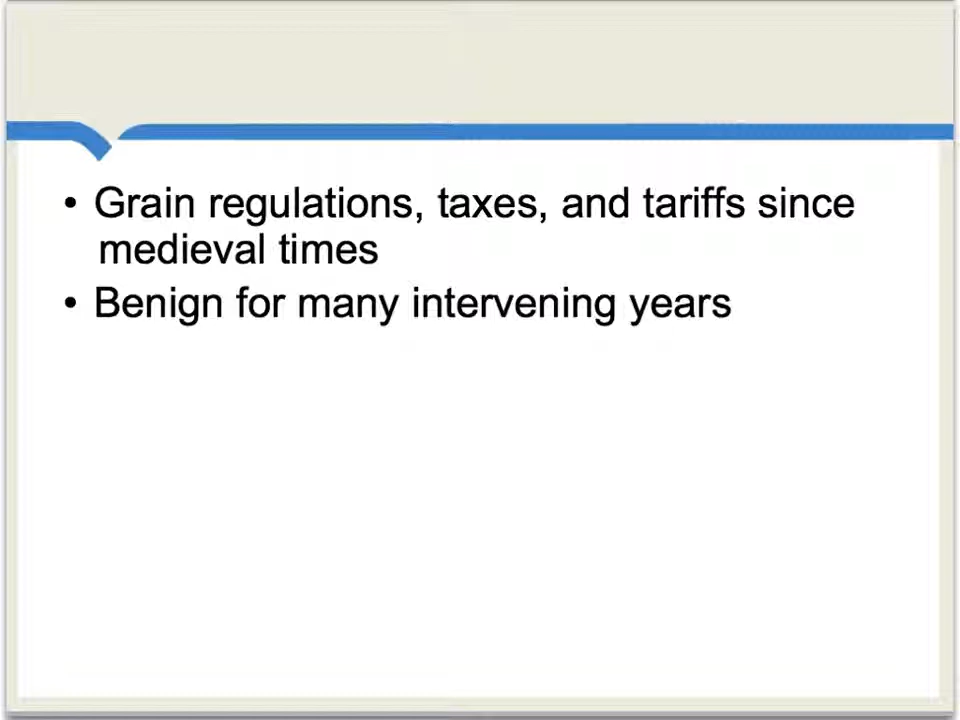 • Grain regulations, taxes, and tariffs since
medieval times
• Benign for many intervening years